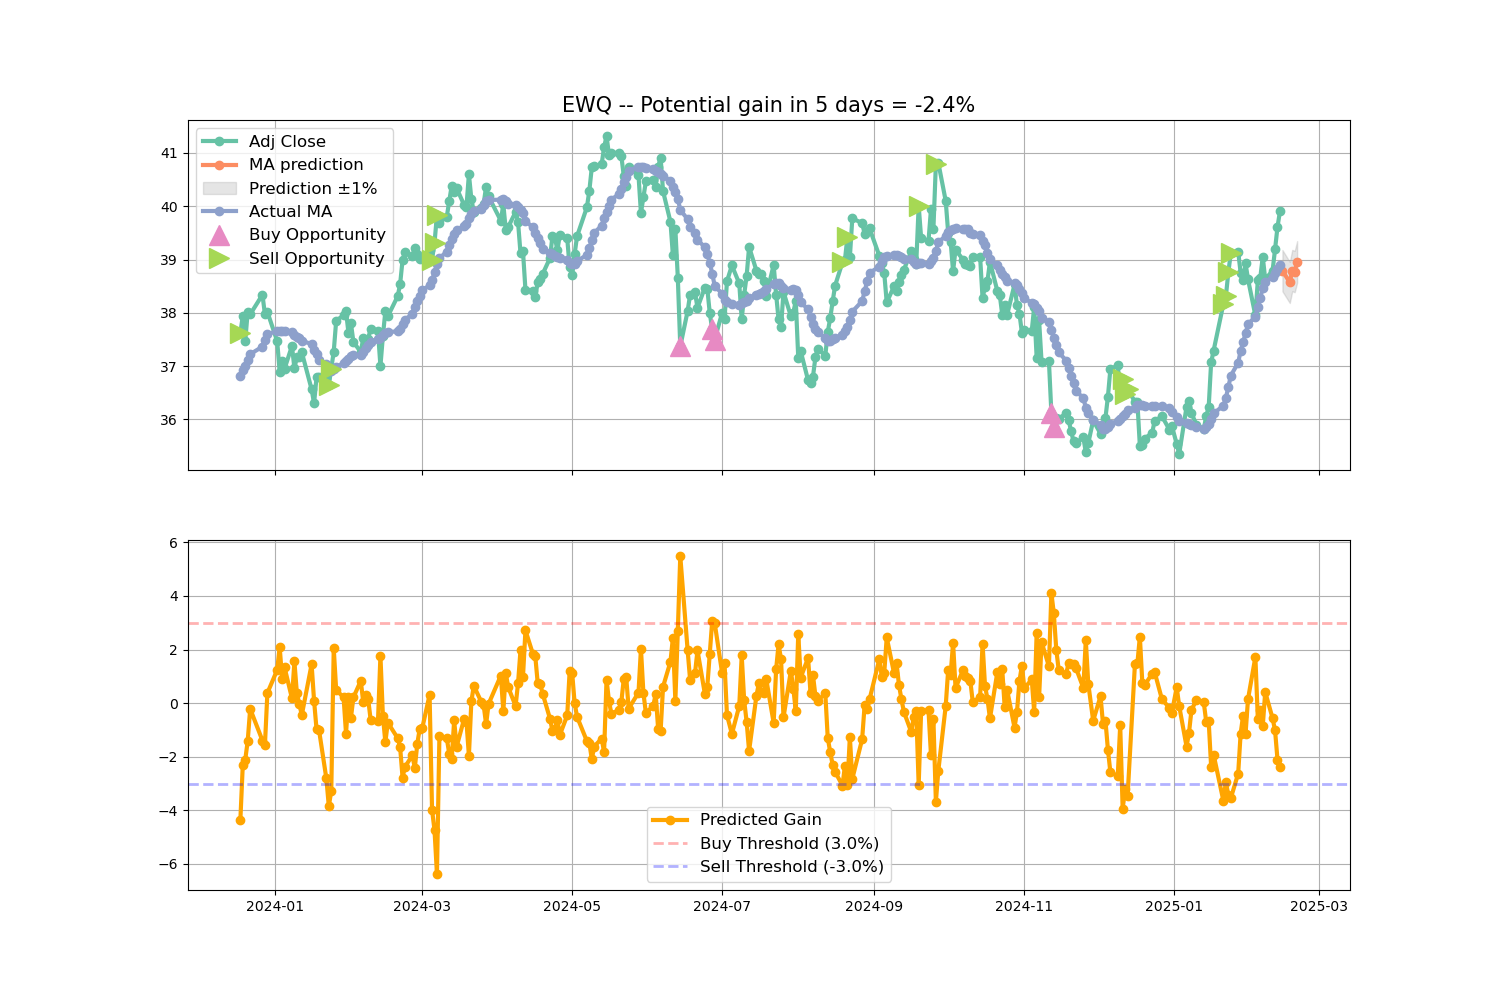 EWQ -- Potential gain in 5 days = -2.4%
Adj Close
MA prediction
Prediction ±1%
Actual MA
Buy Opportunity
Sell Opportunity
41
40
39
38
37
36
6
4
2
0
−2
−4
−6
Predicted Gain
Buy Threshold (3.0%)
Sell Threshold (-3.0%)
2024-01 2024-03 2024-05 2024-07 2024-09 2024-11 2025-01 2025-03